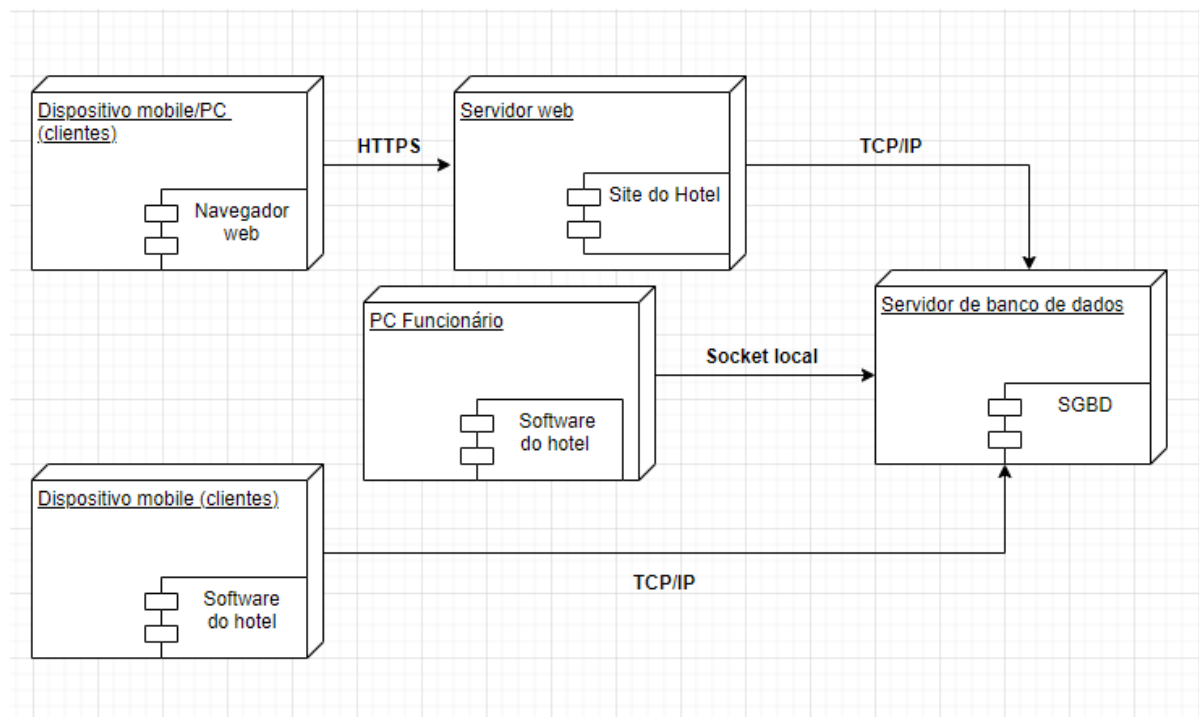 Dispositivo mobile/PC
(clientes)
Navegador
web
HTTPS
Servidor web
Site do Hotel
TCP/IP
PC Funcionário
Software
do hotel
Socket local
Servidor de banco de dados
SGBD
Dispositivo mobile (clientes)
Software
do hotel
TCP/IP